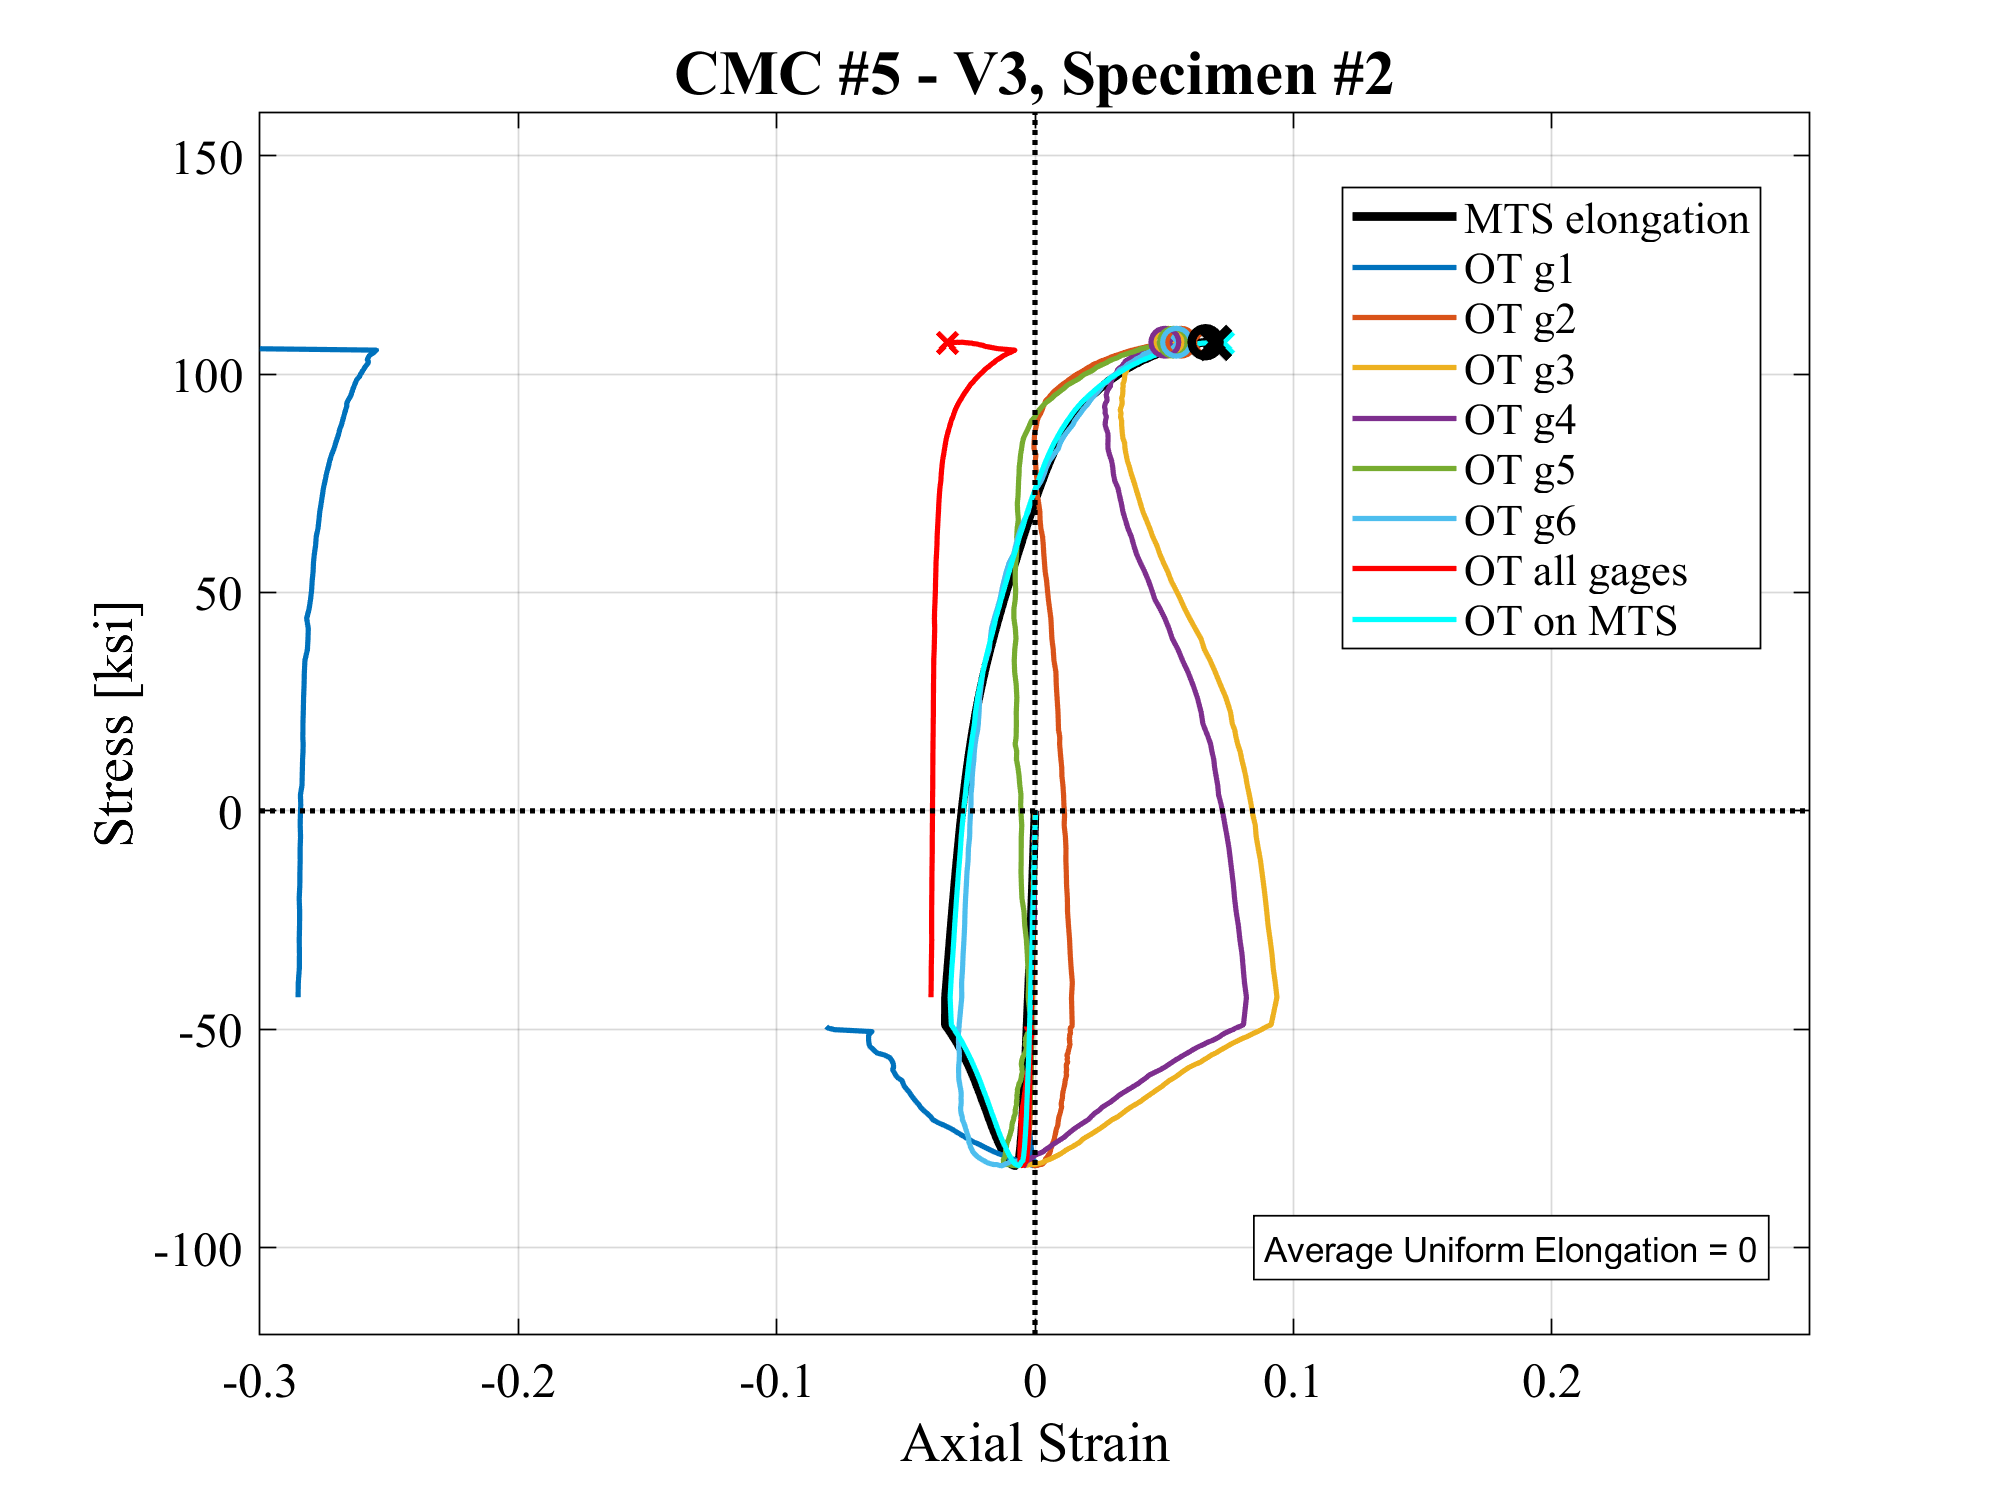 CMC #5 - V3, Specimen #2
150
100
50
0
-50
-100
Stress [ksi]
MTS elongation
OT g1
OT g2
OT g3
OT g4
OT g5
OT g6
OT all gages
OT on MTS
Average Uniform Elongation = 0
-0.3 -0.2 -0.1 0 0.1 0.2
Axial Strain